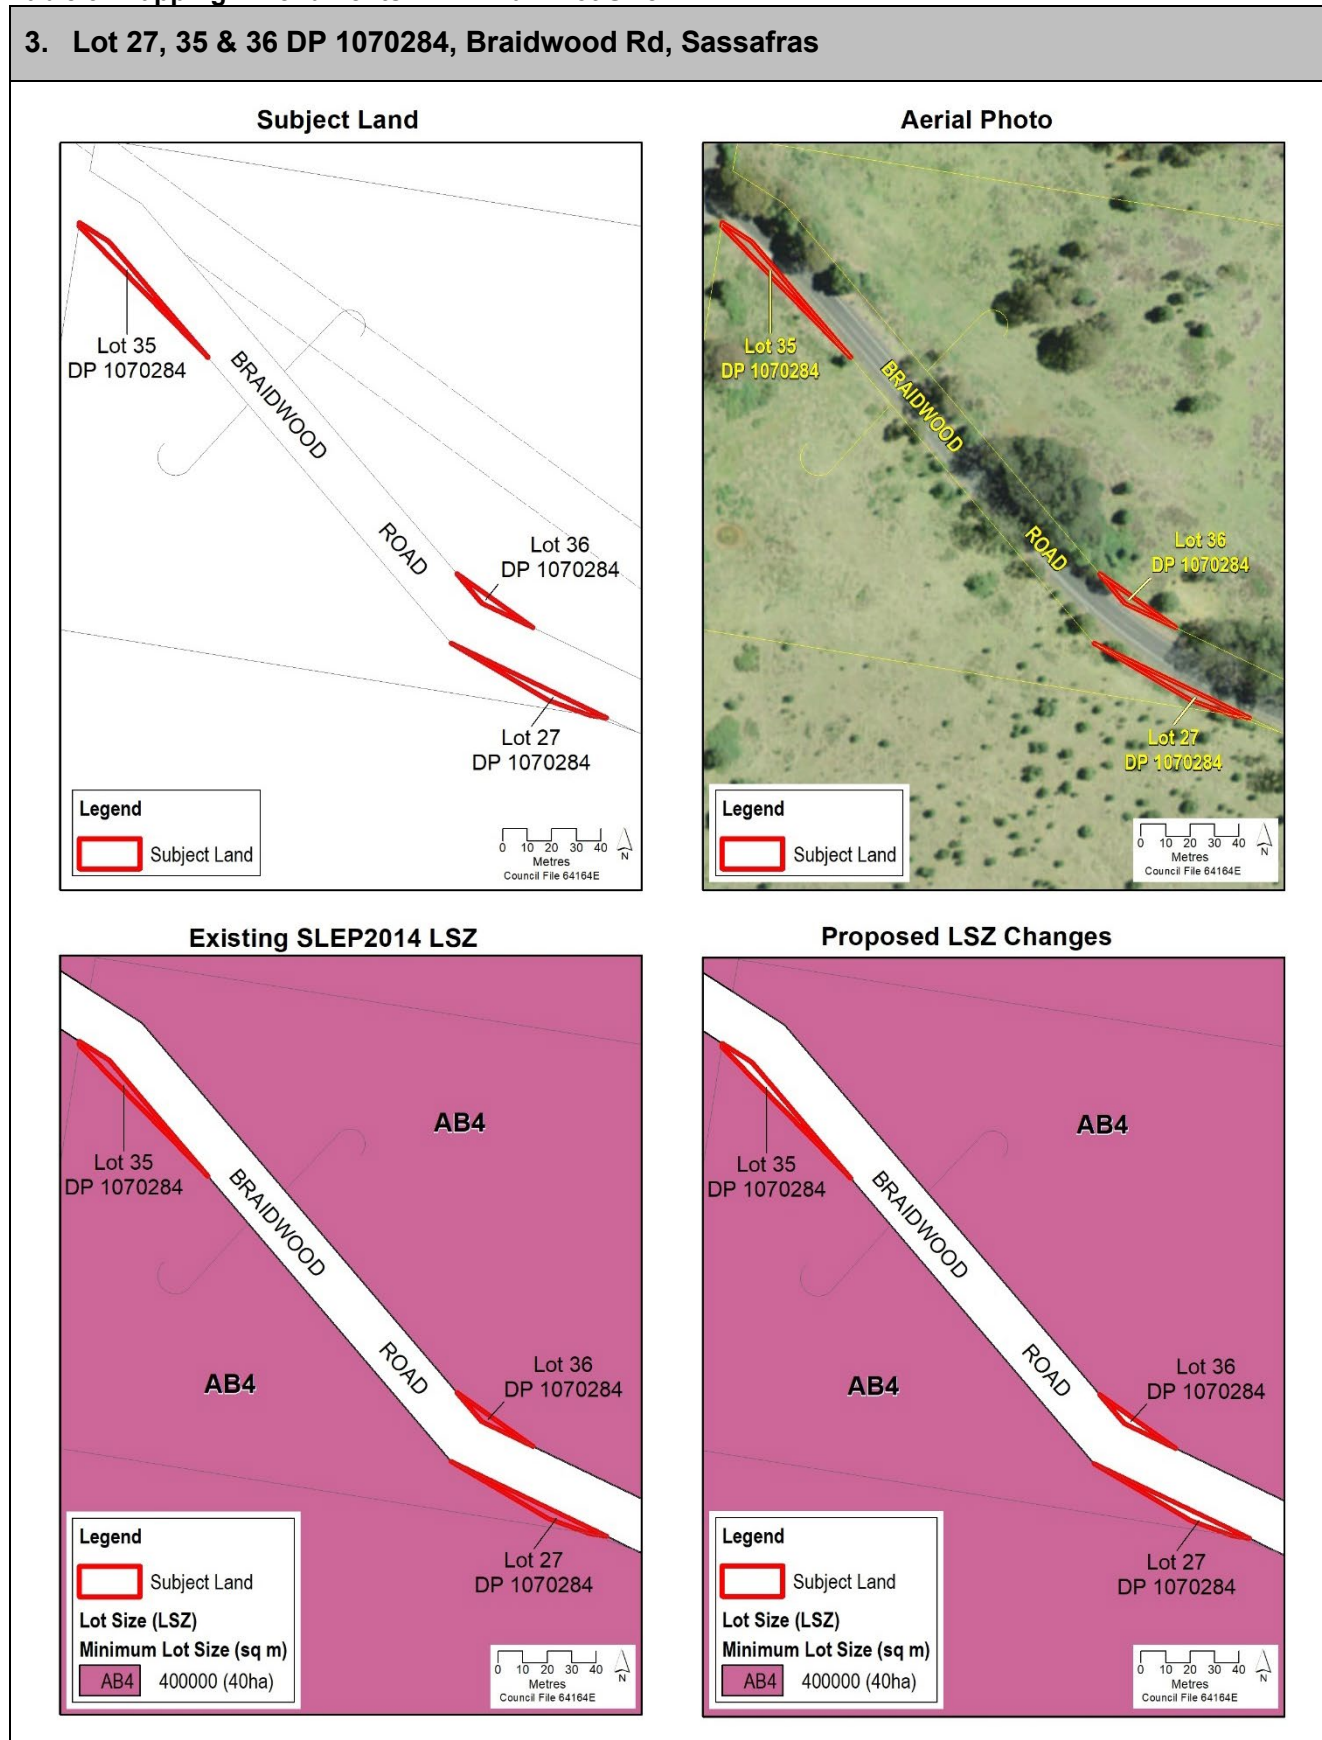 3. Lot 27, 35 & 36 DP 1070284, Braidwood Rd, Sassafras
Subject Land
Lot 35
DP 1070284
BRAIDWOOD
ROAD
Lot 36
DP 1070284
Lot 27
DP 1070284
Legend
Subject Land
0 10 20 30 40
Metres
Council File 64164E
N
Aerial Photo
Lot 35
DP 1070284
BRAIDWOOD
ROAD
Lot 36
DP 1070284
Lot 27
DP 1070284
Legend
Subject Land
0 10 20 30 40
Metres
Council File 64164E
N
Existing SLEP2014 LSZ
AB4
Lot 35
DP 1070284
BRAIDWOOD
ROAD
Lot 36
DP 1070284
AB4
Lot 27
DP 1070284
Legend
Subject Land
Lot Size (LSZ)
Minimum Lot Size (sq m)
AB4 400000 (40ha)
0 10 20 30 40
Metres
Council File 64164E
N
Proposed LSZ Changes
AB4
Lot 35
DP 1070284
BRAIDWOOD
ROAD
Lot 36
DP 1070284
AB4
Lot 27
DP 1070284
Legend
Subject Land
Lot Size (LSZ)
Minimum Lot Size (sq m)
AB4 400000 (40ha)
0 10 20 30 40
Metres
Council File 64164E
N